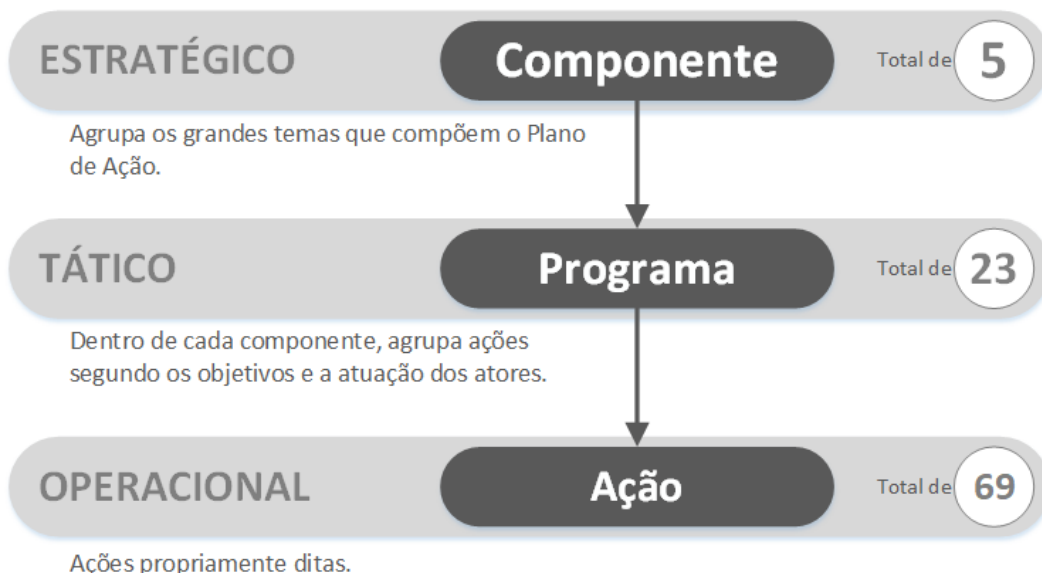 ESTRATÉGICO Componente Total de 5
Agrupa os grandes temas que compõem o Plano
de Ação.
TÁTICO Programa Total de 23
Dentro de cada componente, agrupa ações
segundo os objetivos e a atuação dos atores.
OPERACIONAL Ação Total de 69
Ações propriamente ditas.